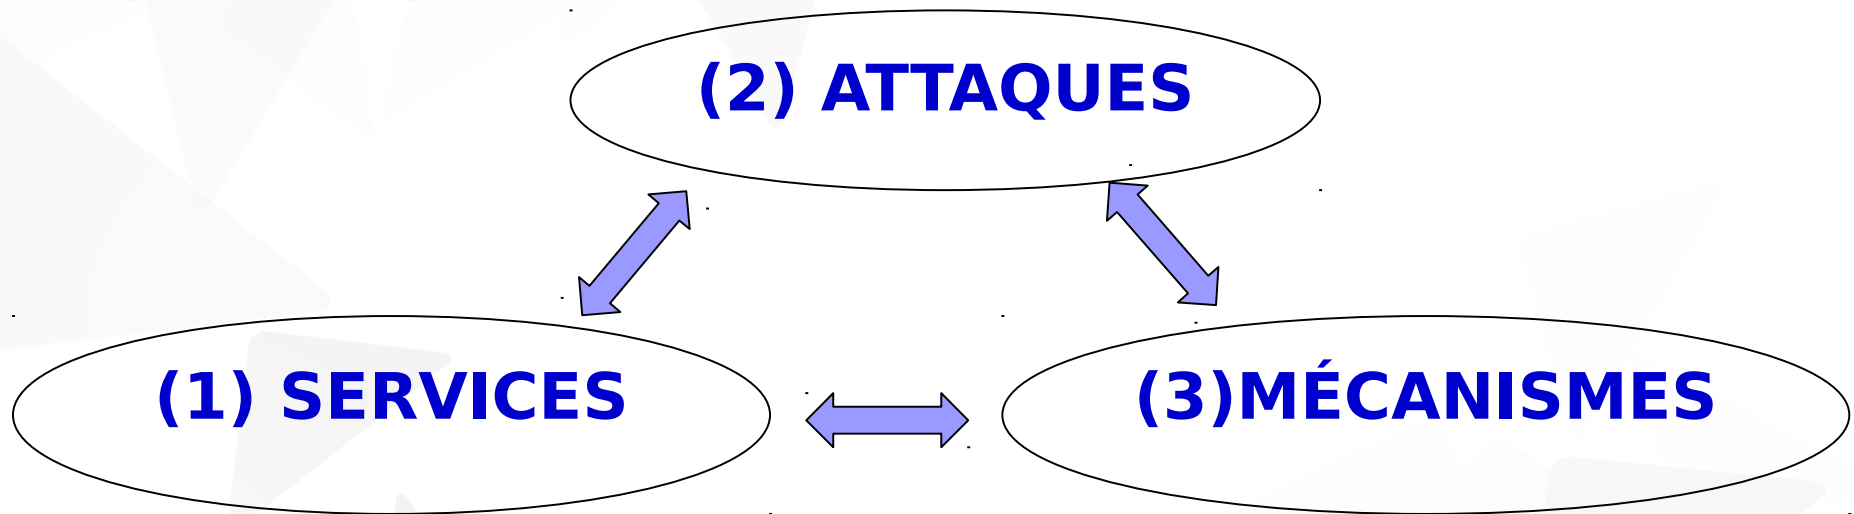 (2) ATTAQUES
(1) SERVICES
(3)MÉCANISMES